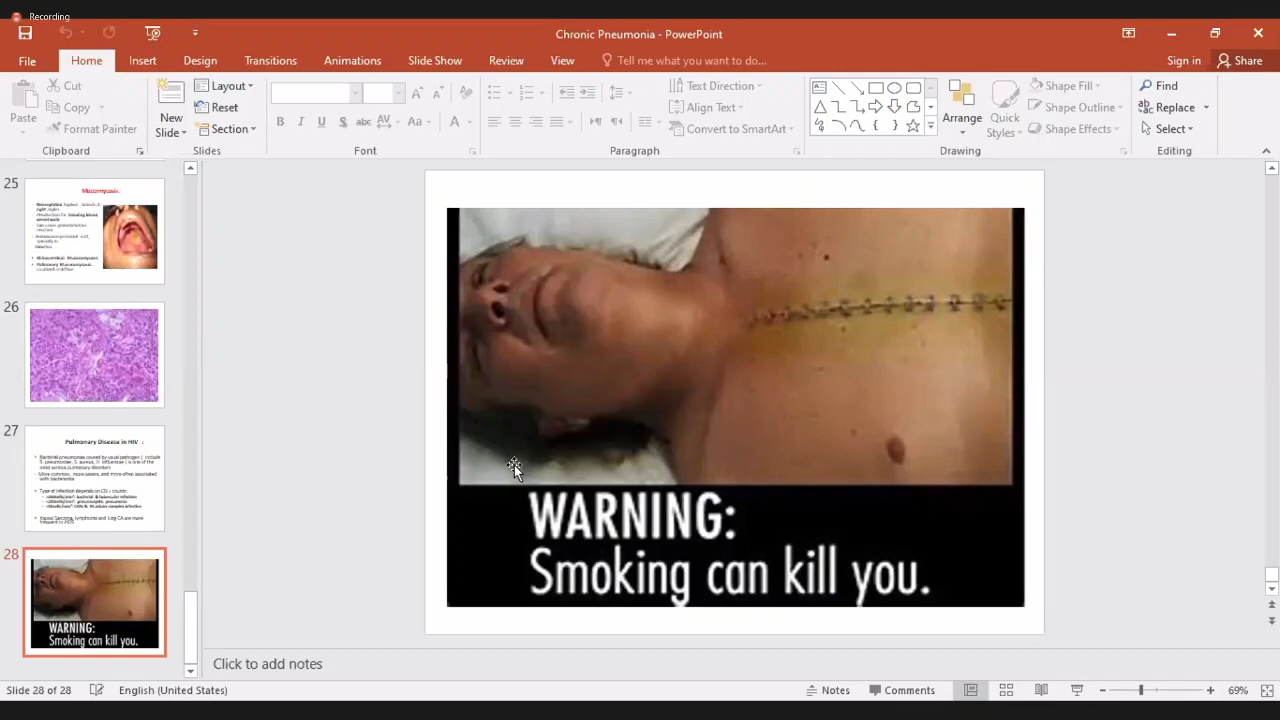 Recording
Chronic Pneumonia - PowerPoint
File Home Insert Design Transitions Animations Slide Show Review View Tell me what you want to do... Sign in Share
Paste
Cut
Copy
Format Painter
New Slide
Layout
Reset
Section
B I U S abc AV Aa A
Text Direction
Align Text
Convert to SmartArt
Arrange
Quick Styles
Shape Fill
Shape Outline
Shape Effects
Find
Replace
Select
Clipboard Slides Font Paragraph Drawing Editing
25
Mucormycosis:
26
27
Pulmonary Disease in HIV :
28
WARNING:
Smoking can kill you.
WARNING:
Smoking can kill you.
Click to add notes
Slide 28 of 28 English (United States) Notes Comments 69%